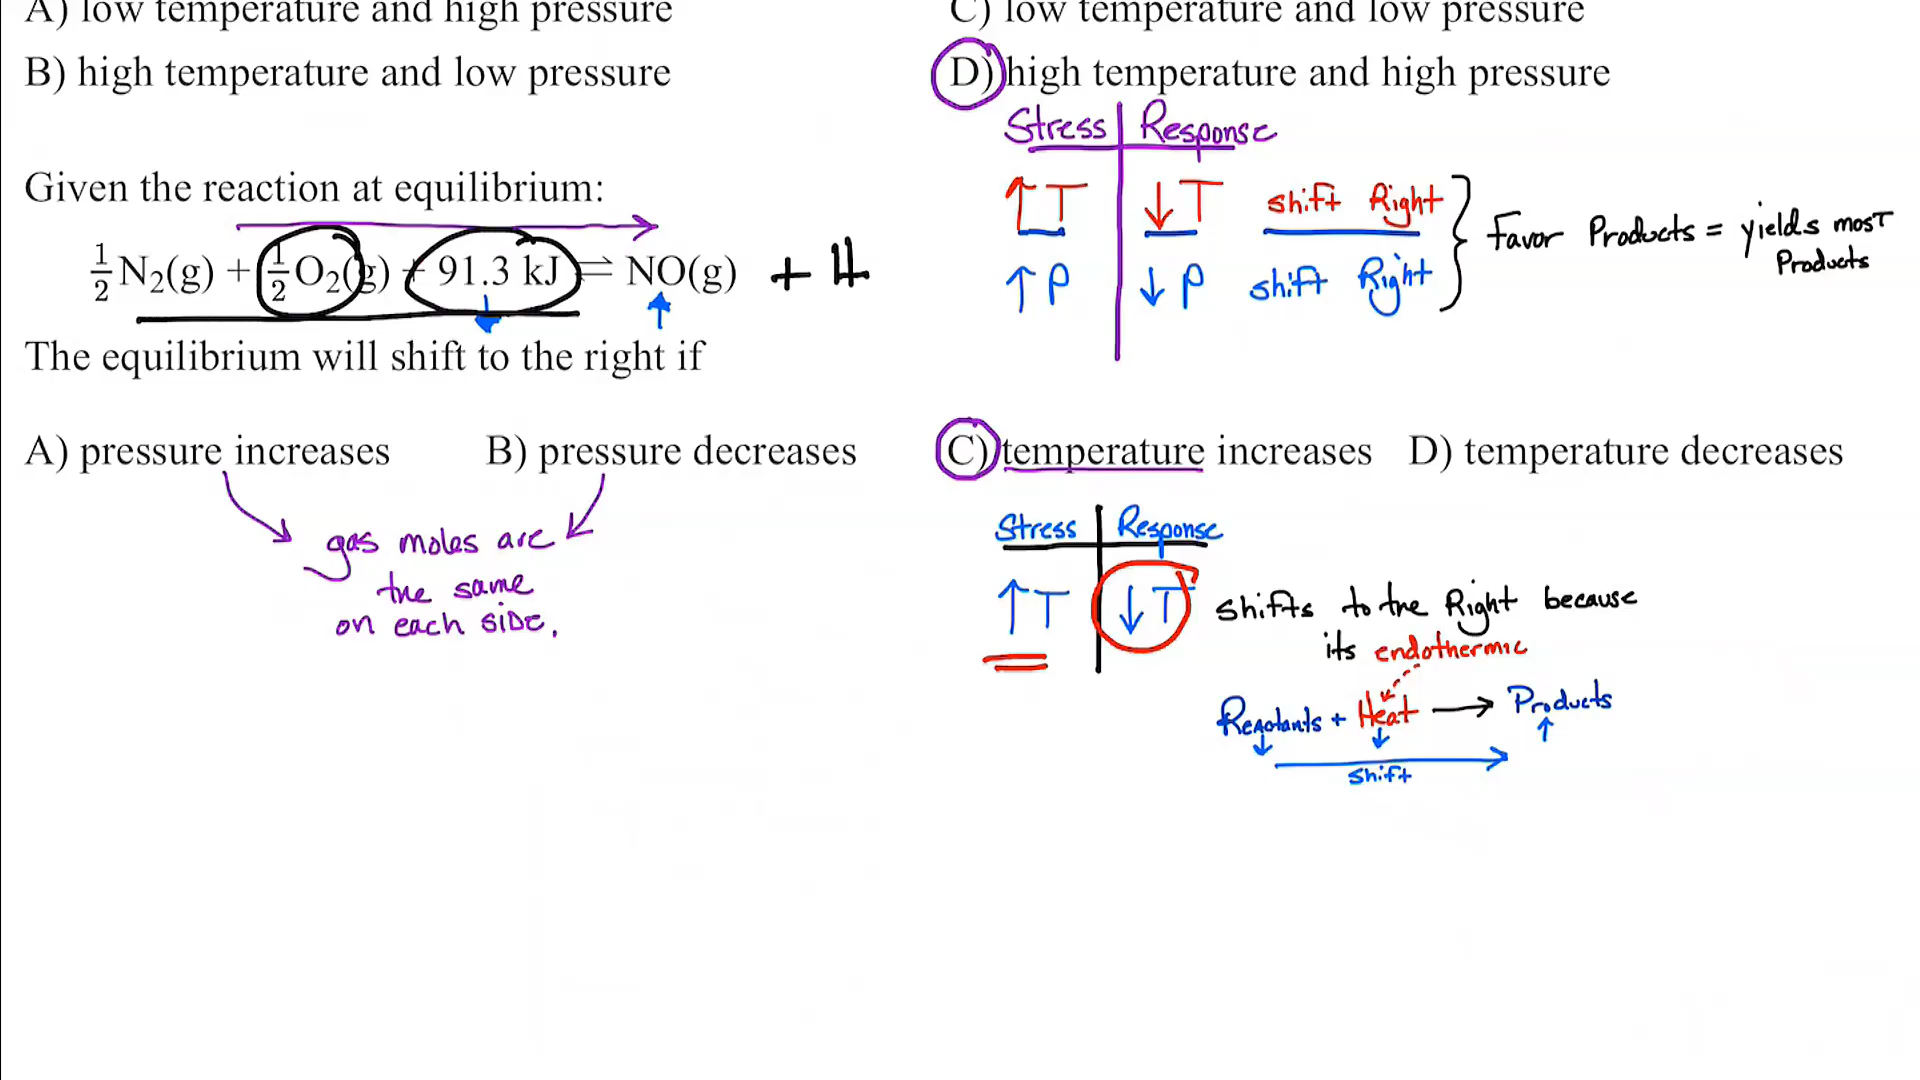 A) low temperature and high pressure
C) low temperature and low pressure
B) high temperature and low pressure
D) high temperature and high pressure
Stress | Response
↑T ↓T shift Right
↑P ↓P shift Right
} Favor Products = yields most
Products
Given the reaction at equilibrium:
½N₂(g) + ½O₂(g) + 91.3 kJ ⇌ NO(g) + H
The equilibrium will shift to the right if
A) pressure increases
B) pressure decreases
C) temperature increases
D) temperature decreases
gas moles are
the same
on each side.
Stress | Response
↑T ↓T shifts to the Right because
its endothermic
Reactants + Heat → Products
shift